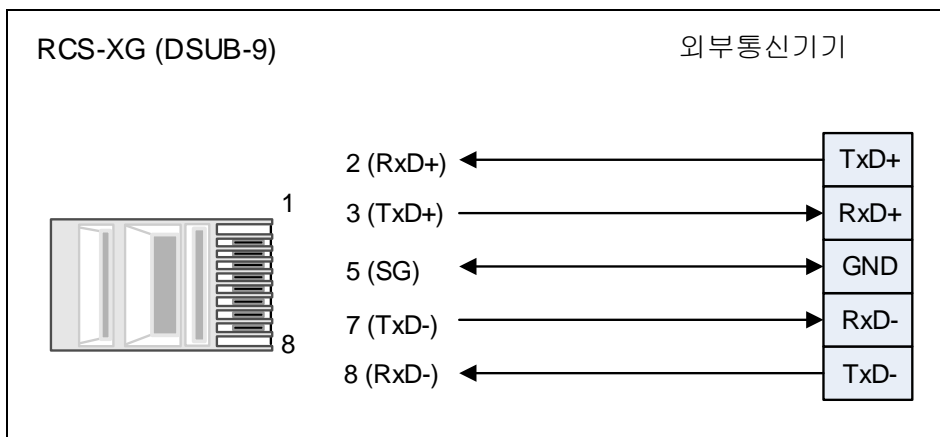 RCS-XG (DSUB-9) 외부통신기기
2 (RxD+) TxD+
1
3 (TxD+) RxD+
5 (SG) GND
7 (TxD-) RxD-
8
8 (RxD-) TxD-